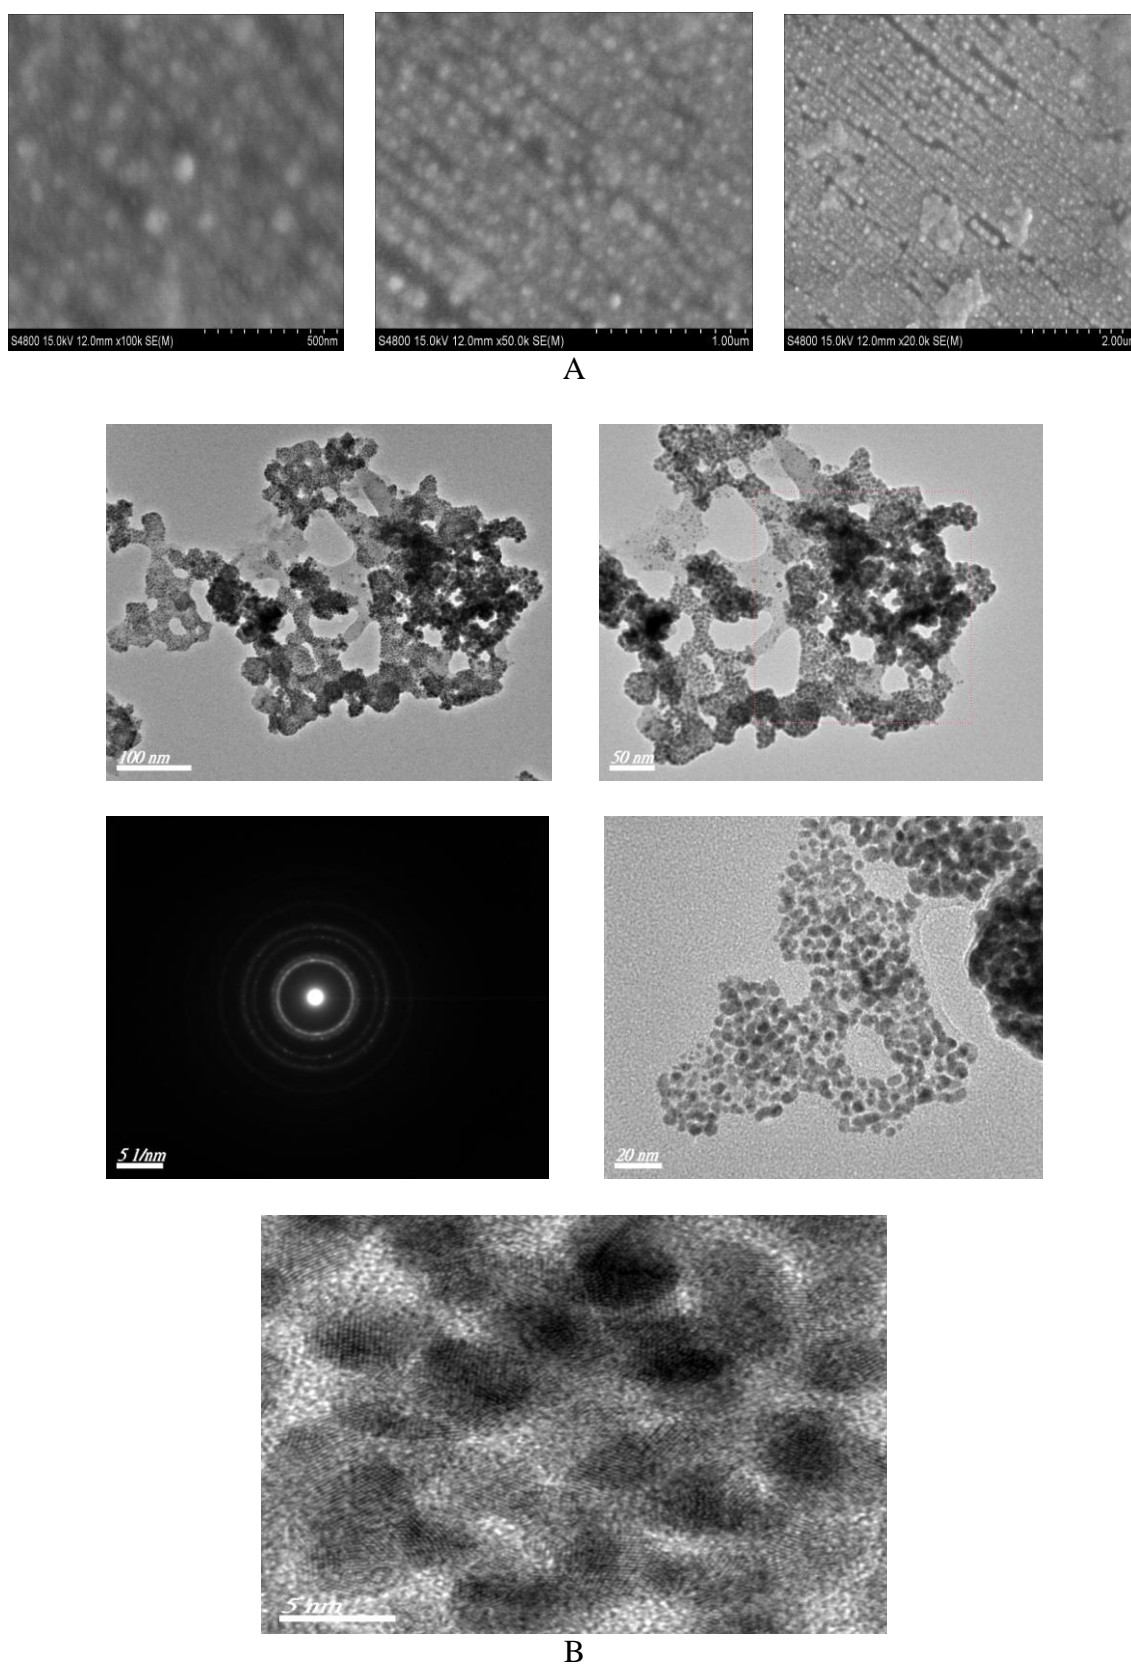 S4800 15.0kV 12.0mm x100k SE(M) 500nm
S4800 15.0kV 12.0mm x50.0k SE(M) 1.00um
S4800 15.0kV 12.0mm x20.0k SE(M) 2.00um
A
100 nm
50 nm
5 1/nm
20 nm
5 nm
B